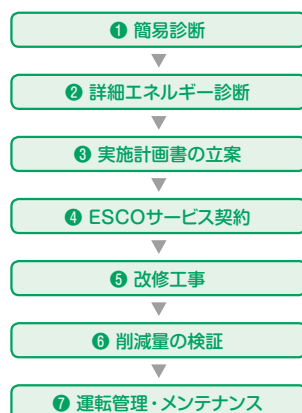 ❶ 簡易診断
❷ 詳細エネルギー診断
❸ 実施計画書の立案
❹ ESCOサービス契約
❺ 改修工事
❻ 削減量の検証
❼ 運転管理・メンテナンス